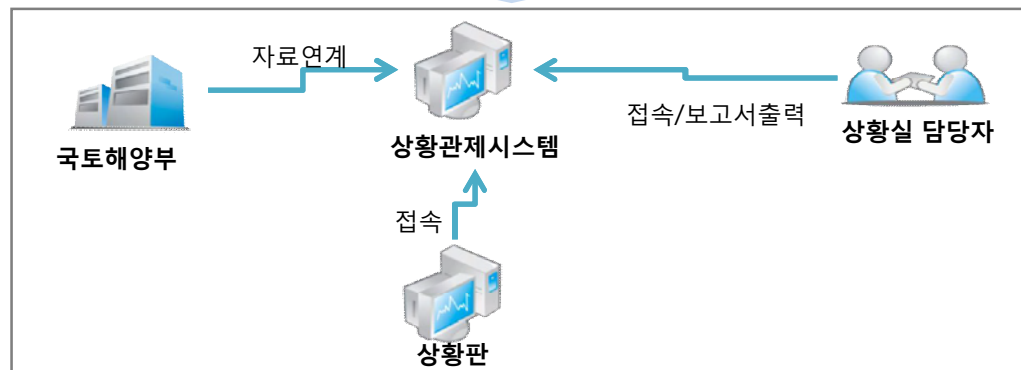 자료연계
접속/보고서출력
국토해양부
상황관제시스템
상황실 담당자
접속
상황판